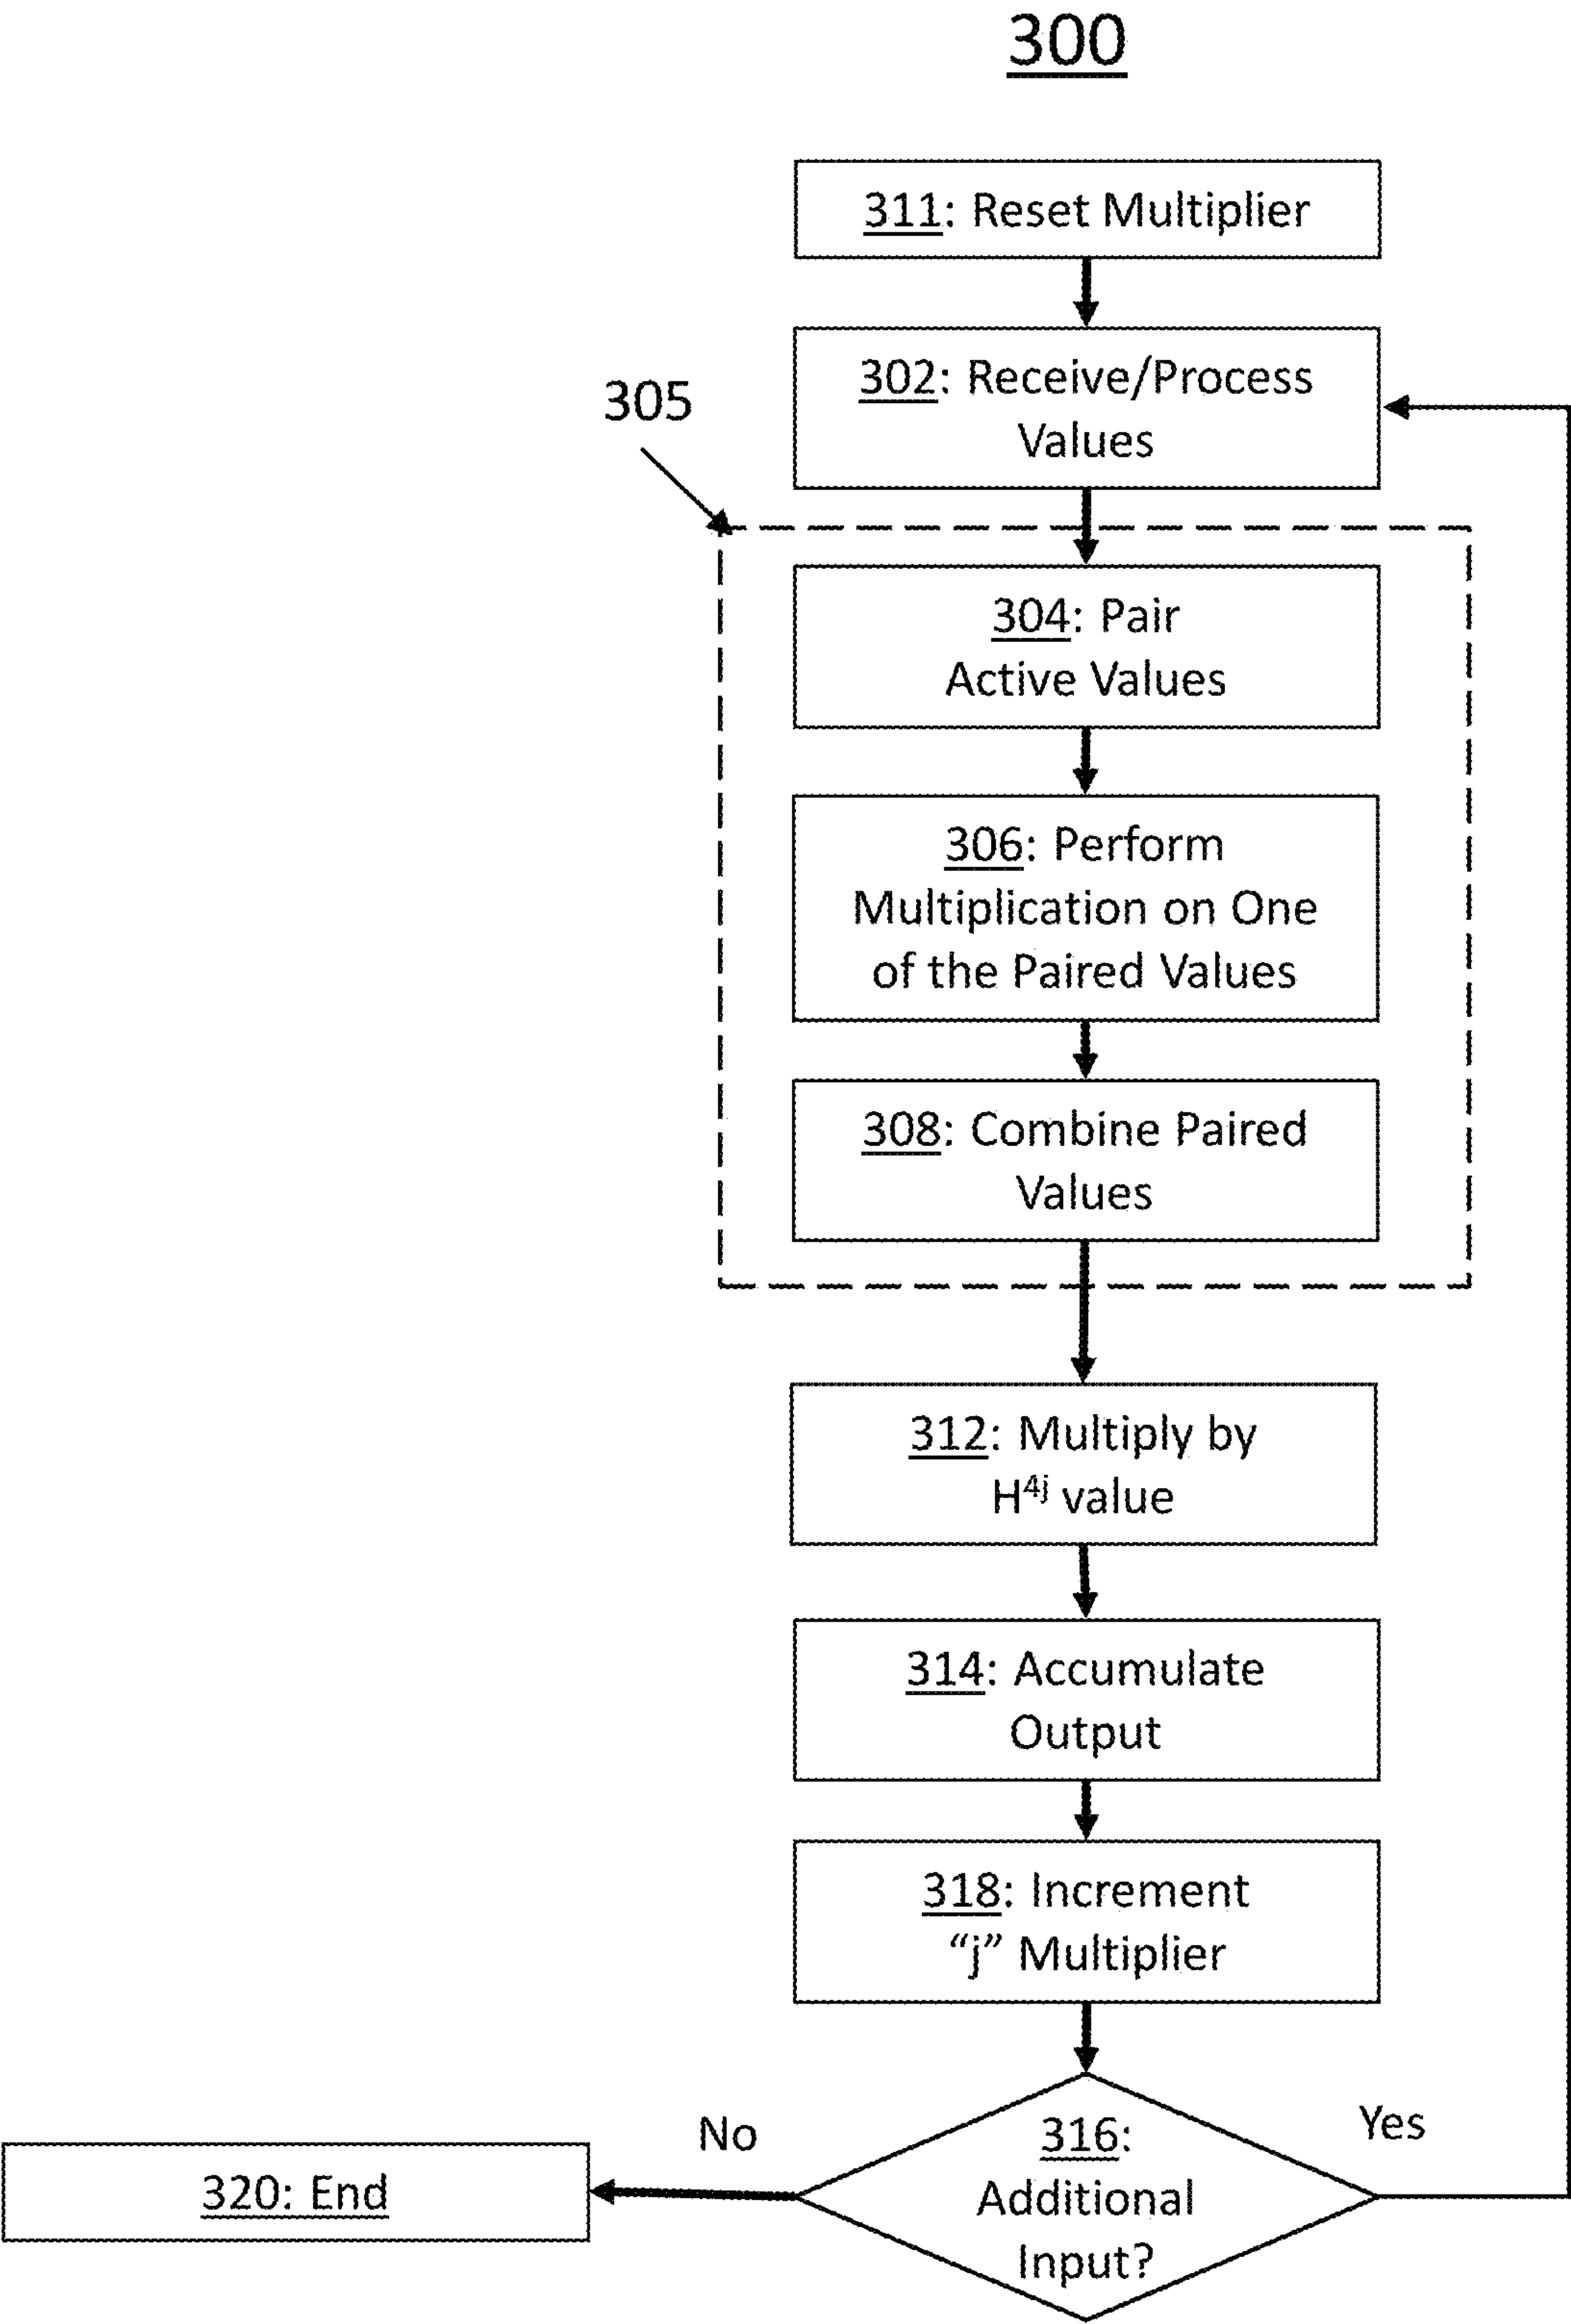 300
311: Reset Multiplier
302: Receive/Process
Values
305
304: Pair
Active Values
306: Perform
Multiplication on One
of the Paired Values
308: Combine Paired
Values
312: Multiply by
H⁴ʲ value
314: Accumulate
Output
318: Increment
“j” Multiplier
No
316:
Yes
Additional
Input?
320: End